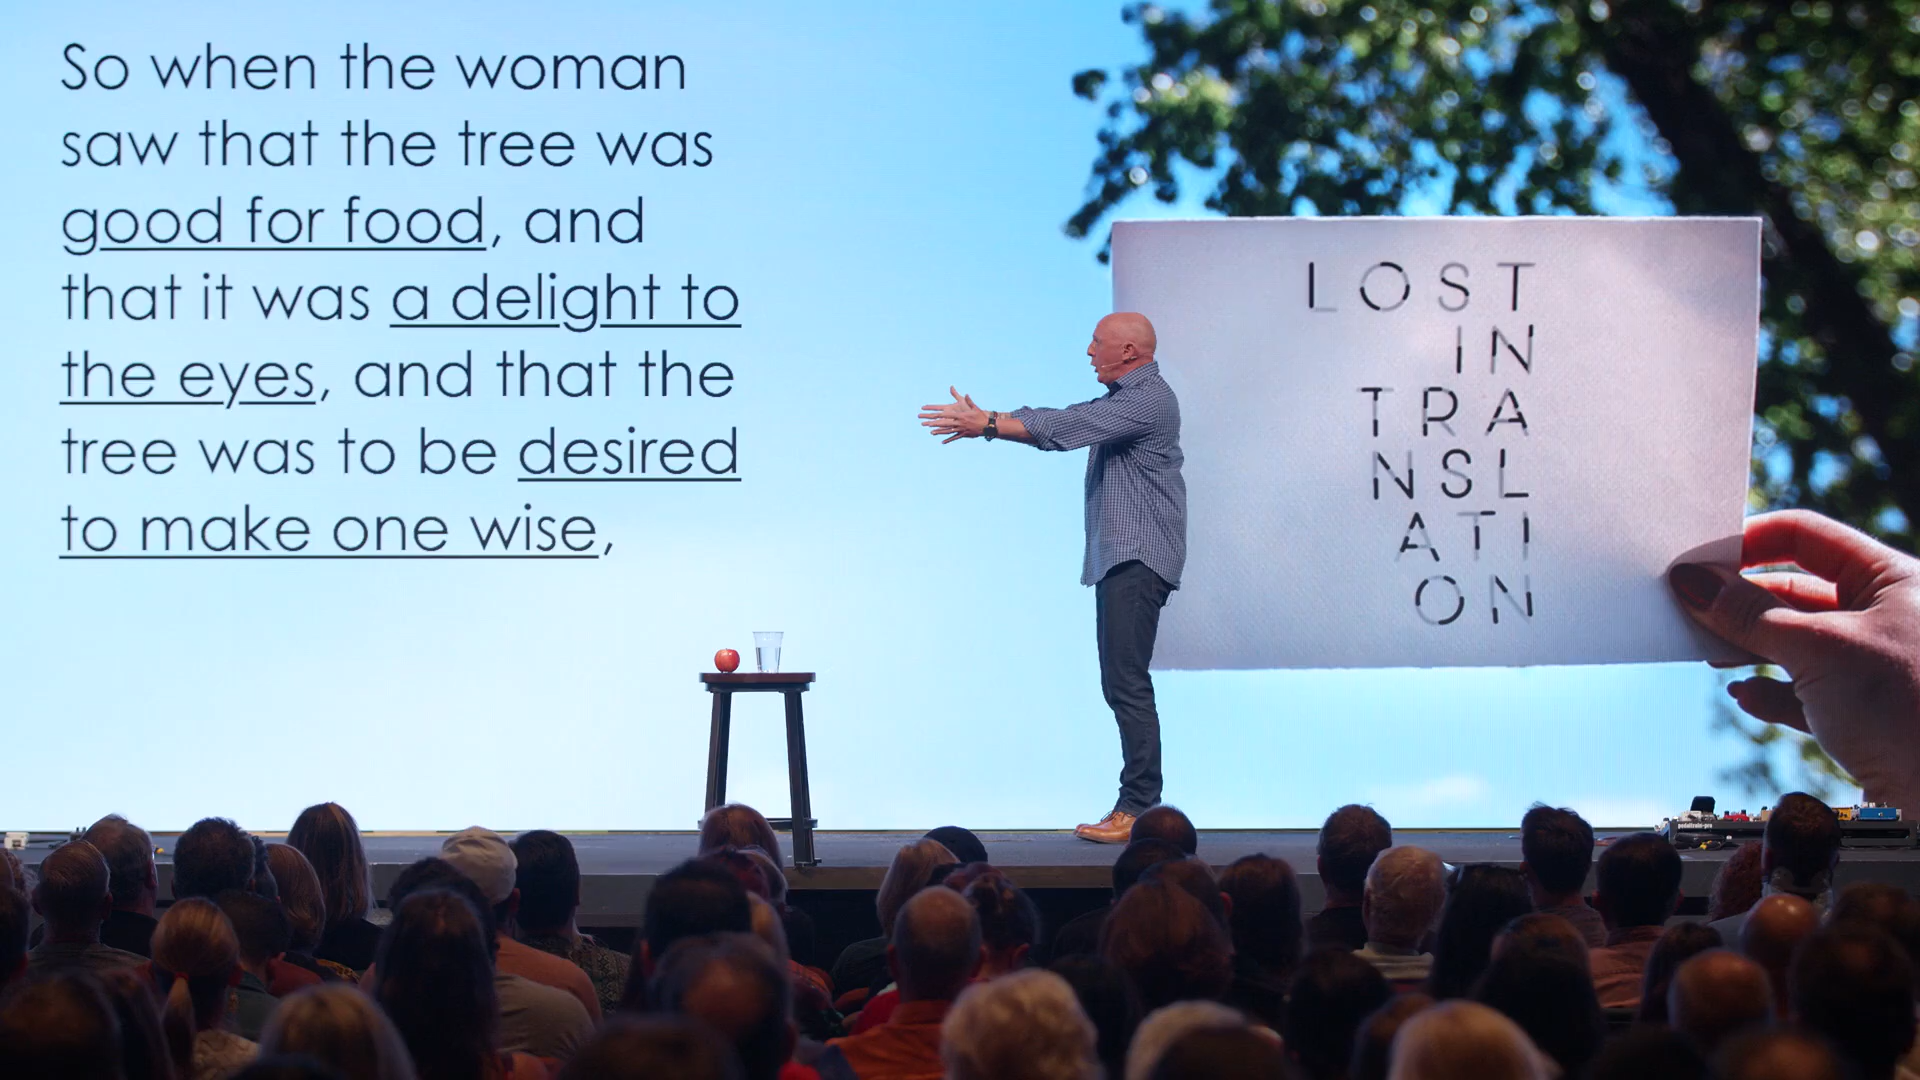 So when the woman
saw that the tree was
good for food, and
that it was a delight to
the eyes, and that the
tree was to be desired
to make one wise,
LOST
IN
TRA
NSL
ATI
ON
pedaltrain-pro